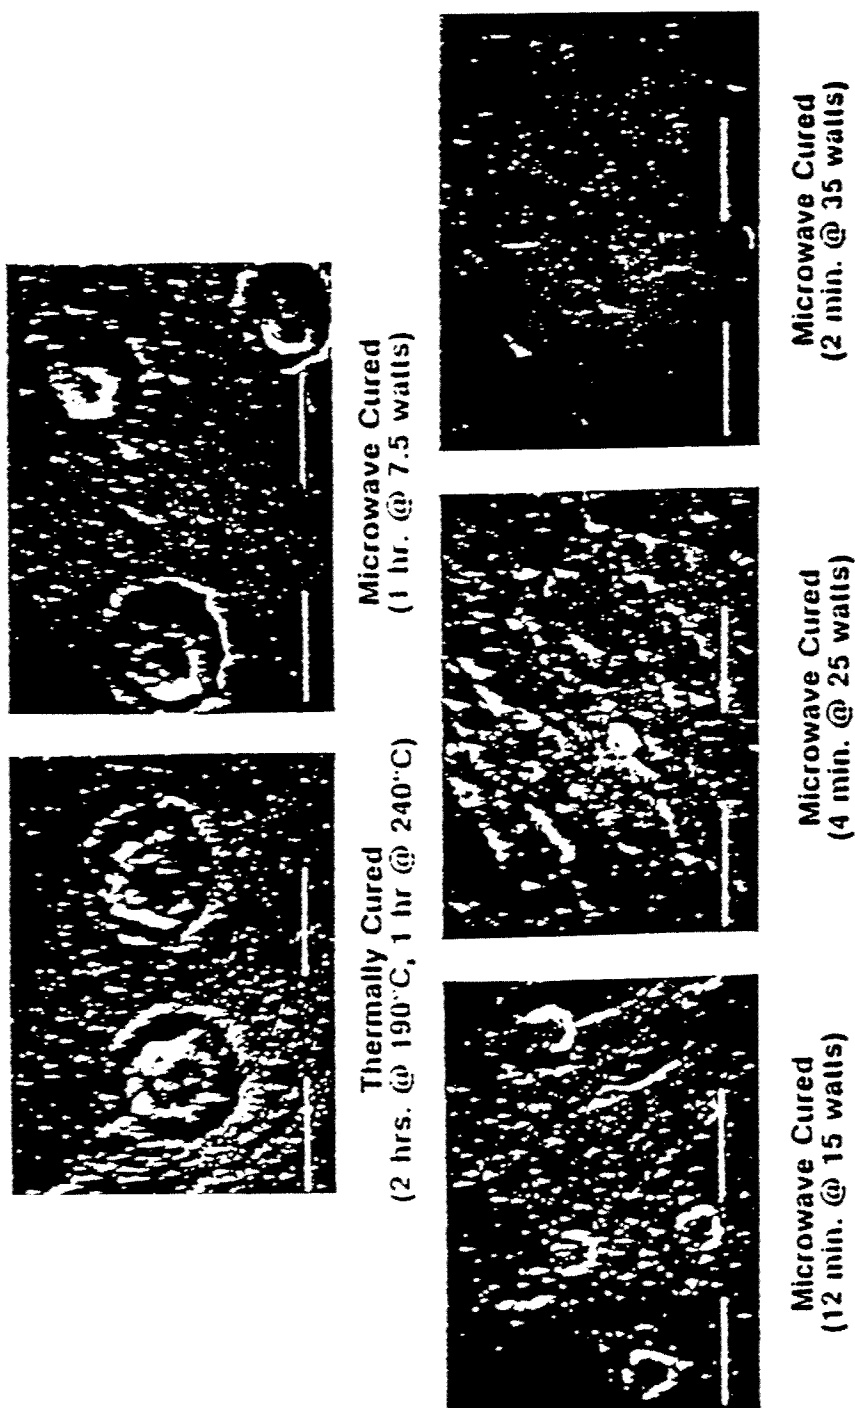 Thermally Cured
(2 hrs. @ 190°C, 1 hr @ 240°C)
Microwave Cured
(1 hr. @ 7.5 watts)
Microwave Cured
(12 min. @ 15 watts)
Microwave Cured
(4 min. @ 25 watts)
Microwave Cured
(2 min. @ 35 watts)